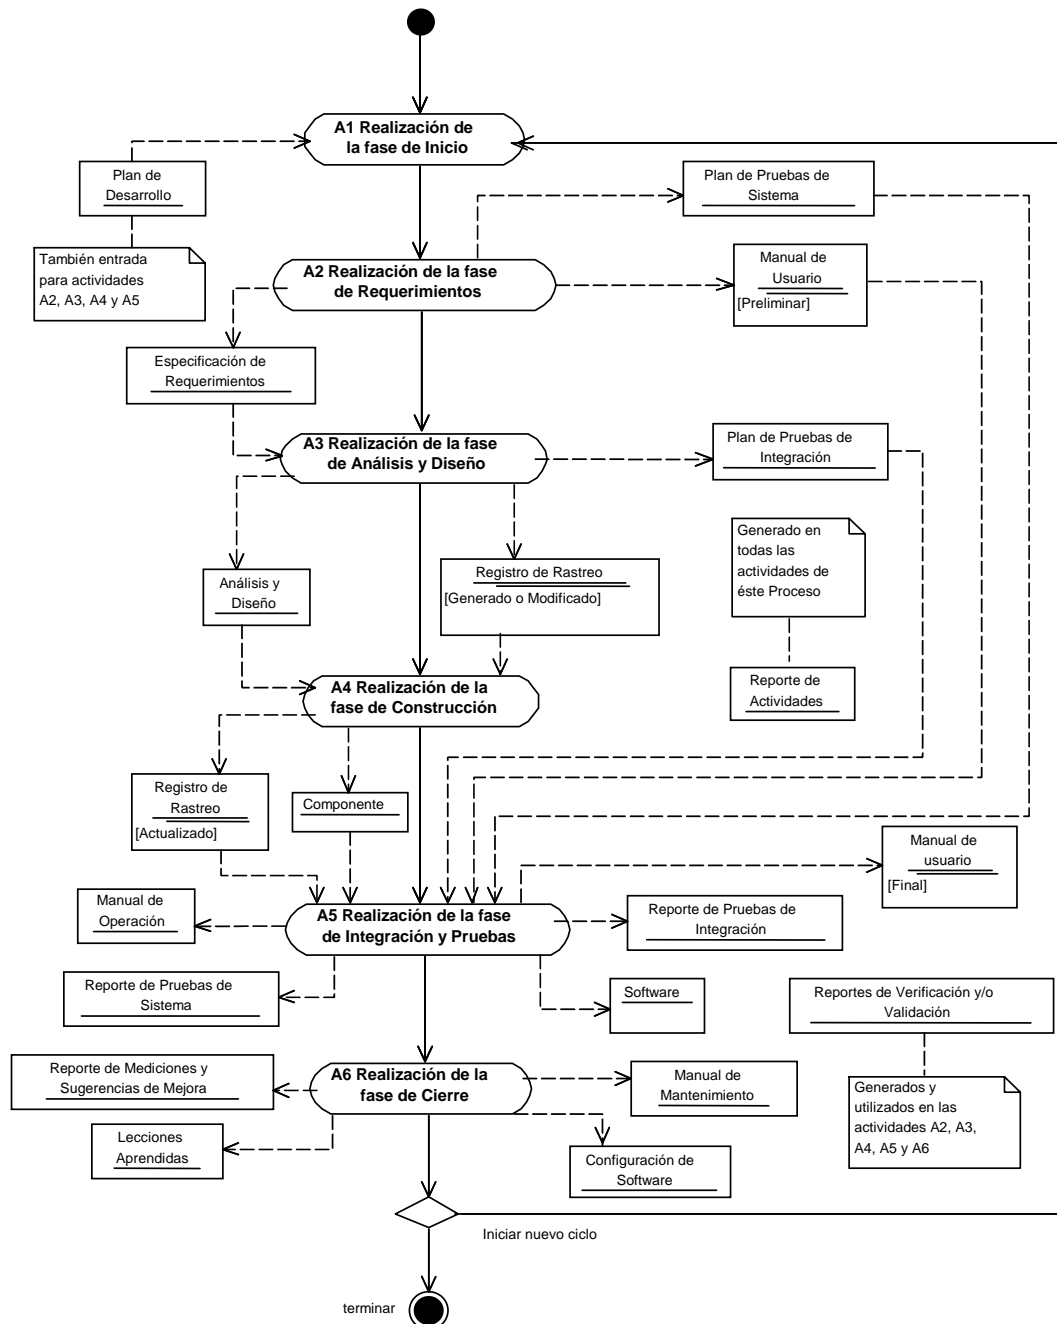 A1 Realización de
la fase de Inicio
Plan de
Desarrollo
Plan de Pruebas de
Sistema
También entrada
para actividades
A2, A3, A4 y A5
A2 Realización de la fase
de Requerimientos
Manual de
Usuario
[Preliminar]
Especificación de
Requerimientos
A3 Realización de la fase
de Análisis y Diseño
Plan de Pruebas de
Integración
Generado en
todas las
actividades de
éste Proceso
Análisis y
Diseño
Registro de Rastreo
[Generado o Modificado]
Reporte de
Actividades
A4 Realización de la
fase de Construcción
Registro de
Rastreo
[Actualizado]
Componente
Manual de
usuario
[Final]
Manual de
Operación
A5 Realización de la fase
de Integración y Pruebas
Reporte de Pruebas de
Integración
Reporte de Pruebas de
Sistema
Software
Reportes de Verificación y/o
Validación
Reporte de Mediciones y
Sugerencias de Mejora
A6 Realización de la
fase de Cierre
Manual de
Mantenimiento
Generados y
utilizados en las
actividades A2, A3,
A4, A5 y A6
Lecciones
Aprendidas
Configuración de
Software
Iniciar nuevo ciclo
terminar